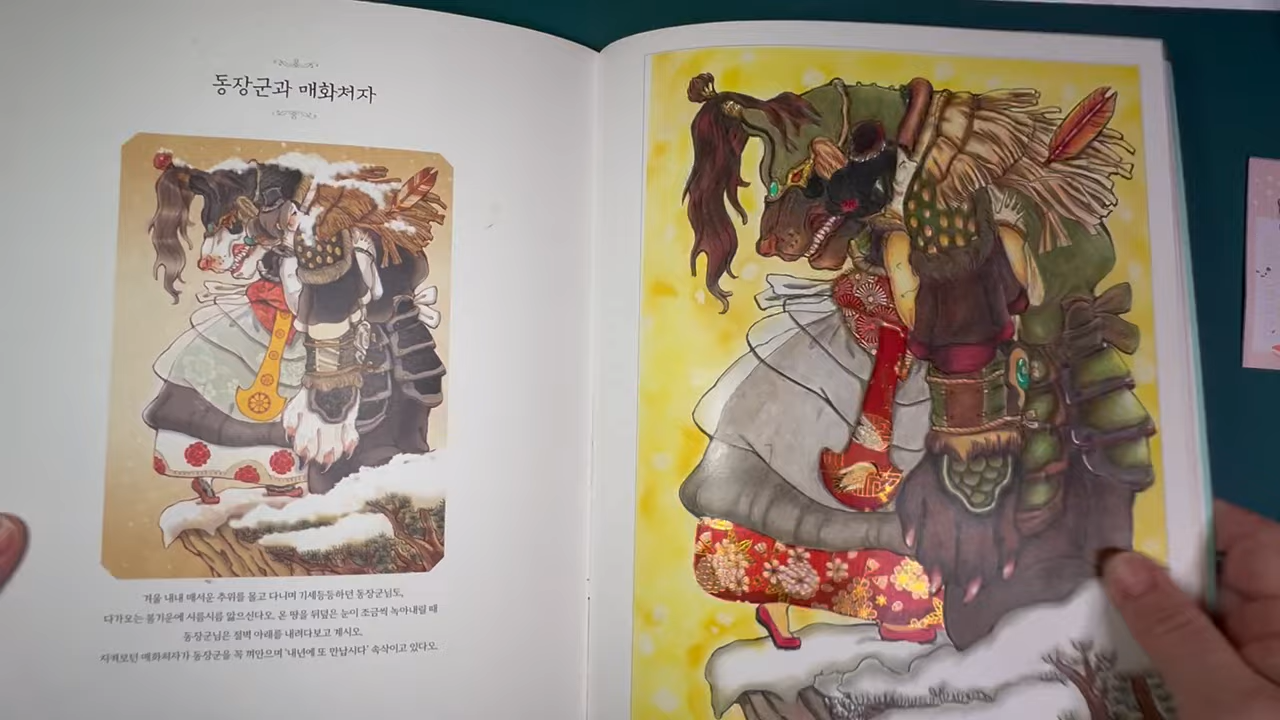 동장군과 매화처자
겨울 내내 매서운 추위를 몰고 다니며 기세등등하던 동장군님도,
다가오는 봄기운에 시름시름 앓으신다오. 온 땅을 뒤덮은 눈이 조금씩 녹아내릴 때
동장군님은 절벽 아래를 내려다보고 계시오.
지켜보던 매화처자가 동장군을 꼭 껴안으며 '내년에 또 만납시다' 속삭이고 있다오.